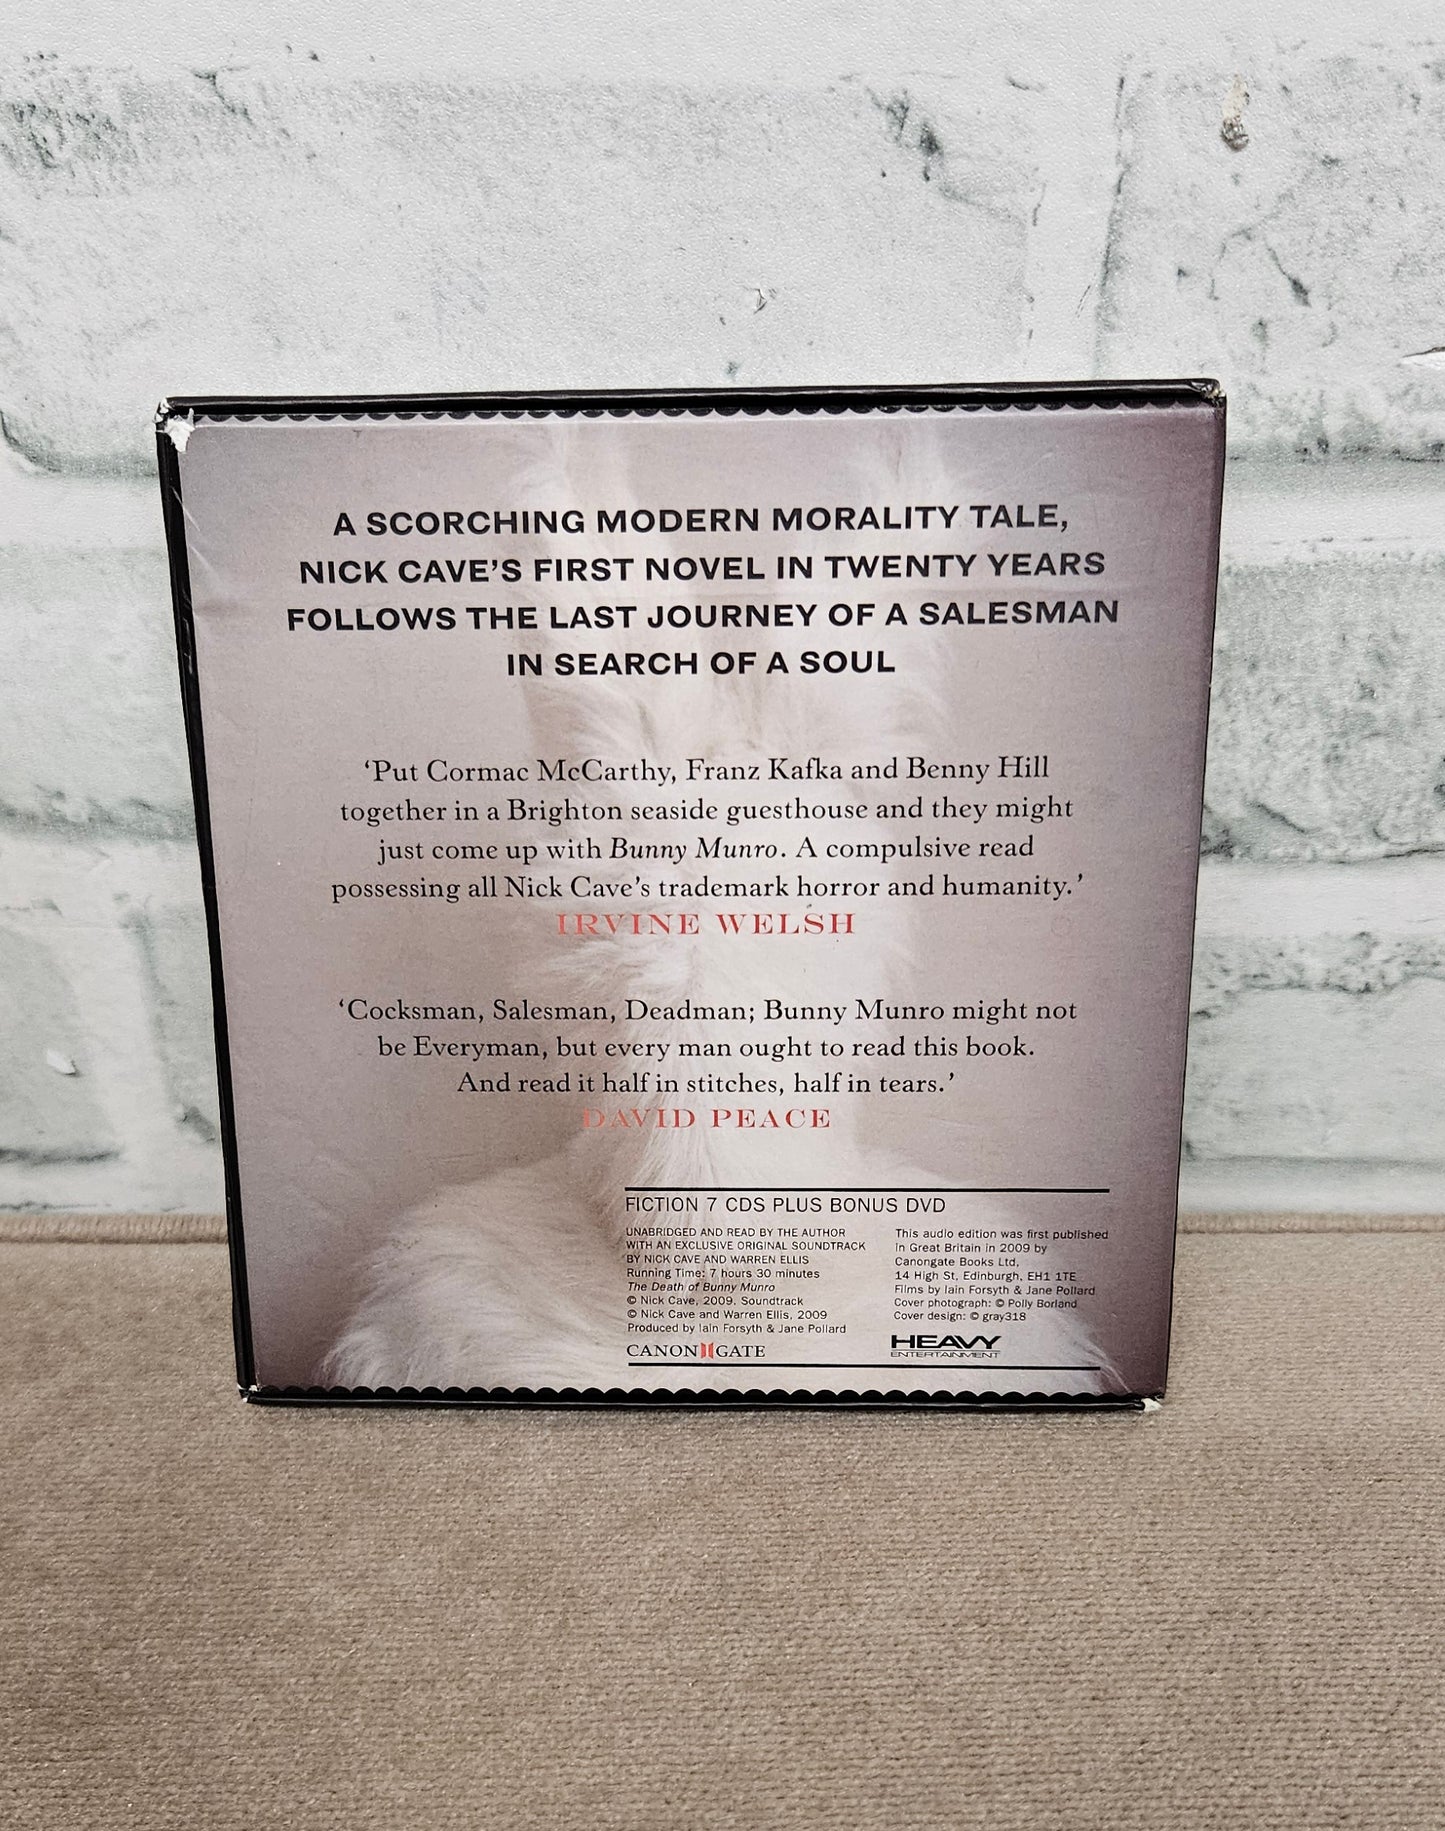 A SCORCHING MODERN MORALITY TALE,
NICK CAVE'S FIRST NOVEL IN TWENTY YEARS
FOLLOWS THE LAST JOURNEY OF A SALESMAN
IN SEARCH OF A SOUL
‘Put Cormac McCarthy, Franz Kafka and Benny Hill
together in a Brighton seaside guesthouse and they might
just come up with Bunny Munro. A compulsive read
possessing all Nick Cave’s trademark horror and humanity.’
IRVINE WELSH
‘Cocksman, Salesman, Deadman; Bunny Munro might not
be Everyman, but every man ought to read this book.
And read it half in stitches, half in tears.’
DAVID PEACE
FICTION 7 CDS PLUS BONUS DVD
UNABRIDGED AND READ BY THE AUTHOR
WITH AN EXCLUSIVE ORIGINAL SOUNDTRACK
BY NICK CAVE AND WARREN ELLIS
Running Time: 7 hours 30 minutes
The Death of Bunny Munro
© Nick Cave, 2009. Soundtrack
© Nick Cave and Warren Ellis, 2009
Produced by Iain Forsyth & Jane Pollard
CANONGATE
This audio edition was first published
in Great Britain in 2009 by
Canongate Books Ltd,
14 High St, Edinburgh, EH1 1TE
Films by Iain Forsyth & Jane Pollard
Cover photograph: © Polly Borland
Cover design: © gray318
HEAVY
ENTERTAINMENT